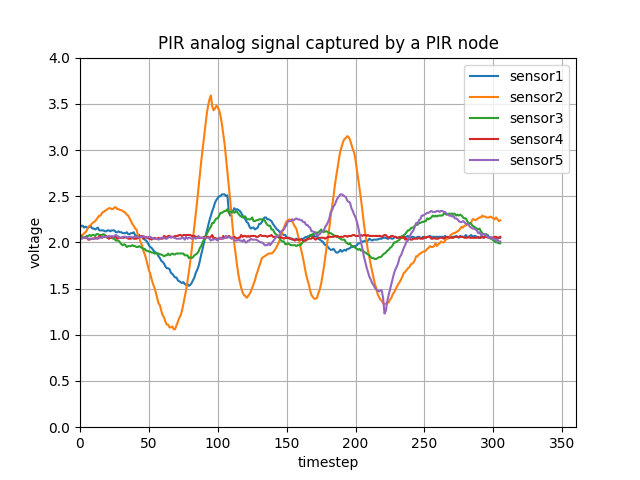 PIR analog signal captured by a PIR node
4.0
3.5
3.0
2.5
2.0
1.5
1.0
0.5
0.0
voltage
sensor1
sensor2
sensor3
sensor4
sensor5
0 50 100 150 200 250 300 350
timestep